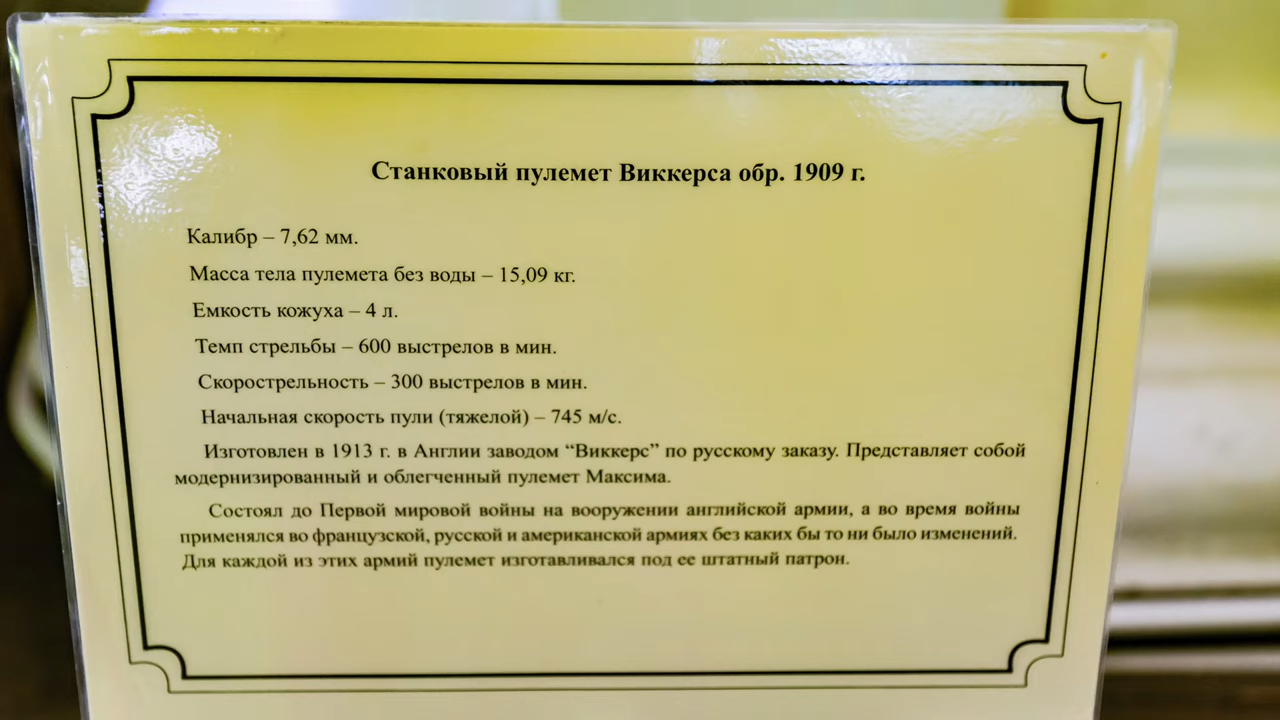 Станковый пулемет Виккерса обр. 1909 г.
Калибр – 7,62 мм.
Масса тела пулемета без воды – 15,09 кг.
Емкость кожуха – 4 л.
Темп стрельбы – 600 выстрелов в мин.
Скорострельность – 300 выстрелов в мин.
Начальная скорость пули (тяжелой) – 745 м/с.
Изготовлен в 1913 г. в Англии заводом “Виккерс” по русскому заказу. Представляет собой
модернизированный и облегченный пулемет Максима.
Состоял до Первой мировой войны на вооружении английской армии, а во время войны
применялся во французской, русской и американской армиях без каких бы то ни было изменений.
Для каждой из этих армий пулемет изготавливался под ее штатный патрон.